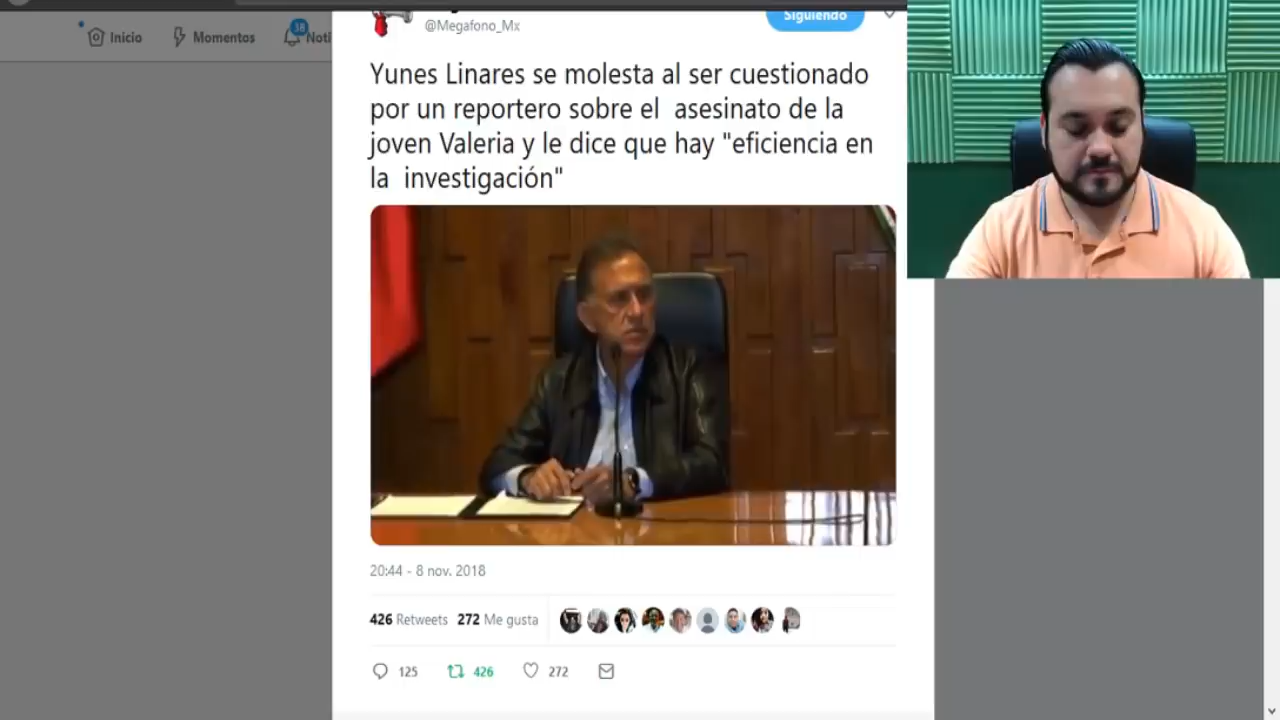 Siguiendo
@Megafono_Mx
Inicio
Momentos
38
Noti
Yunes Linares se molesta al ser cuestionado
por un reportero sobre el asesinato de la
joven Valeria y le dice que hay "eficiencia en
la investigación"
20:44 - 8 nov. 2018
426 Retweets 272 Me gusta
125 426 272